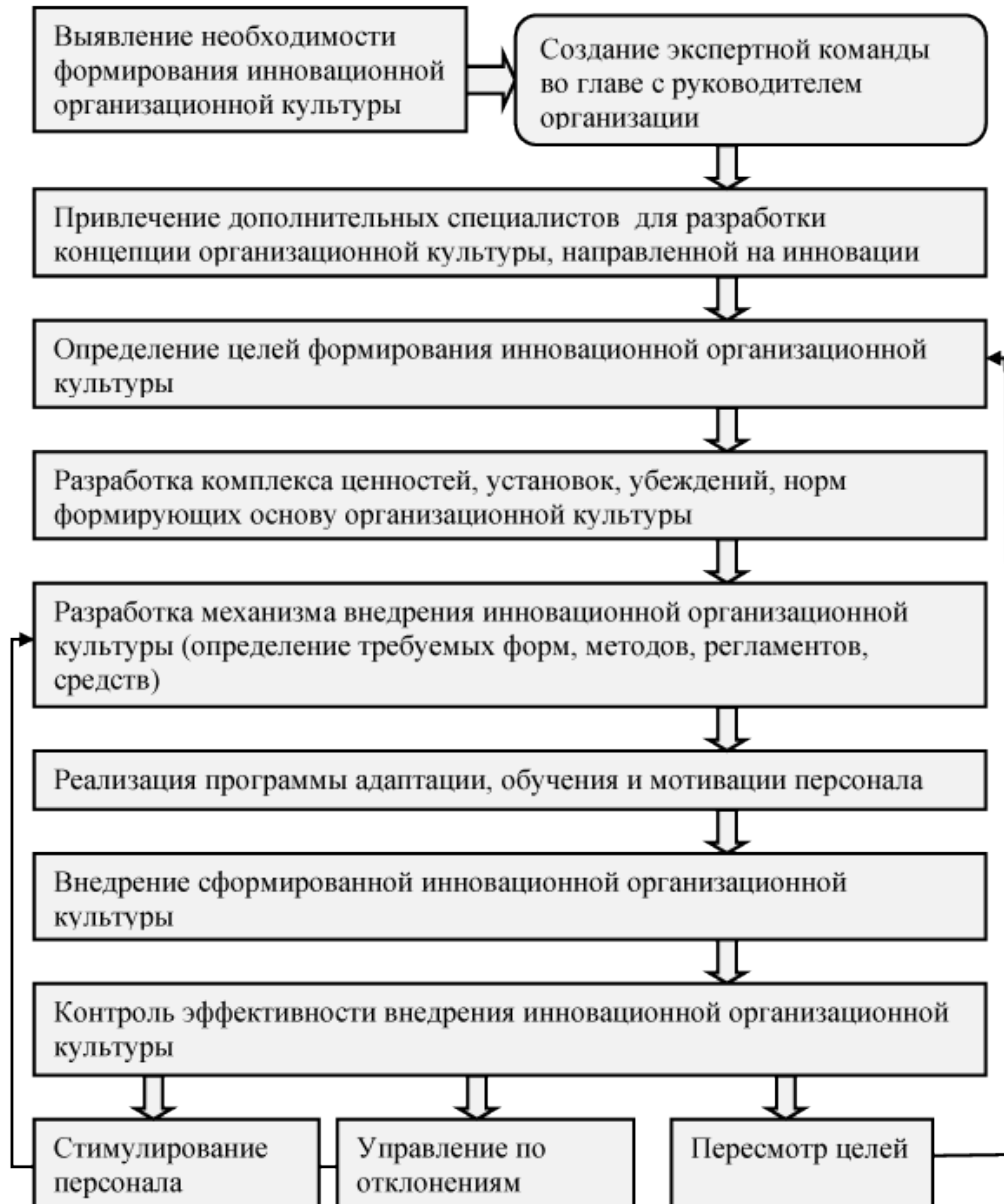 Выявление необходимости
формирования инновационной
организационной культуры
Создание экспертной команды
во главе с руководителем
организации
Привлечение дополнительных специалистов для разработки
концепции организационной культуры, направленной на инновации
Определение целей формирования инновационной организационной
культуры
Разработка комплекса ценностей, установок, убеждений, норм
формирующих основу организационной культуры
Разработка механизма внедрения инновационной организационной
культуры (определение требуемых форм, методов, регламентов,
средств)
Реализация программы адаптации, обучения и мотивации персонала
Внедрение сформированной инновационной организационной
культуры
Контроль эффективности внедрения инновационной организационной
культуры
Стимулирование
персонала
Управление по
отклонениям
Пересмотр целей